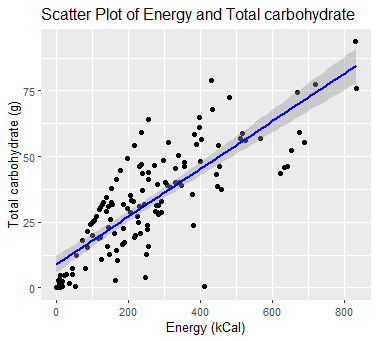 Scatter Plot of Energy and Total carbohydrate
Total carbohydrate (g)
75
50
25
0
0 200 400 600 800
Energy (kCal)